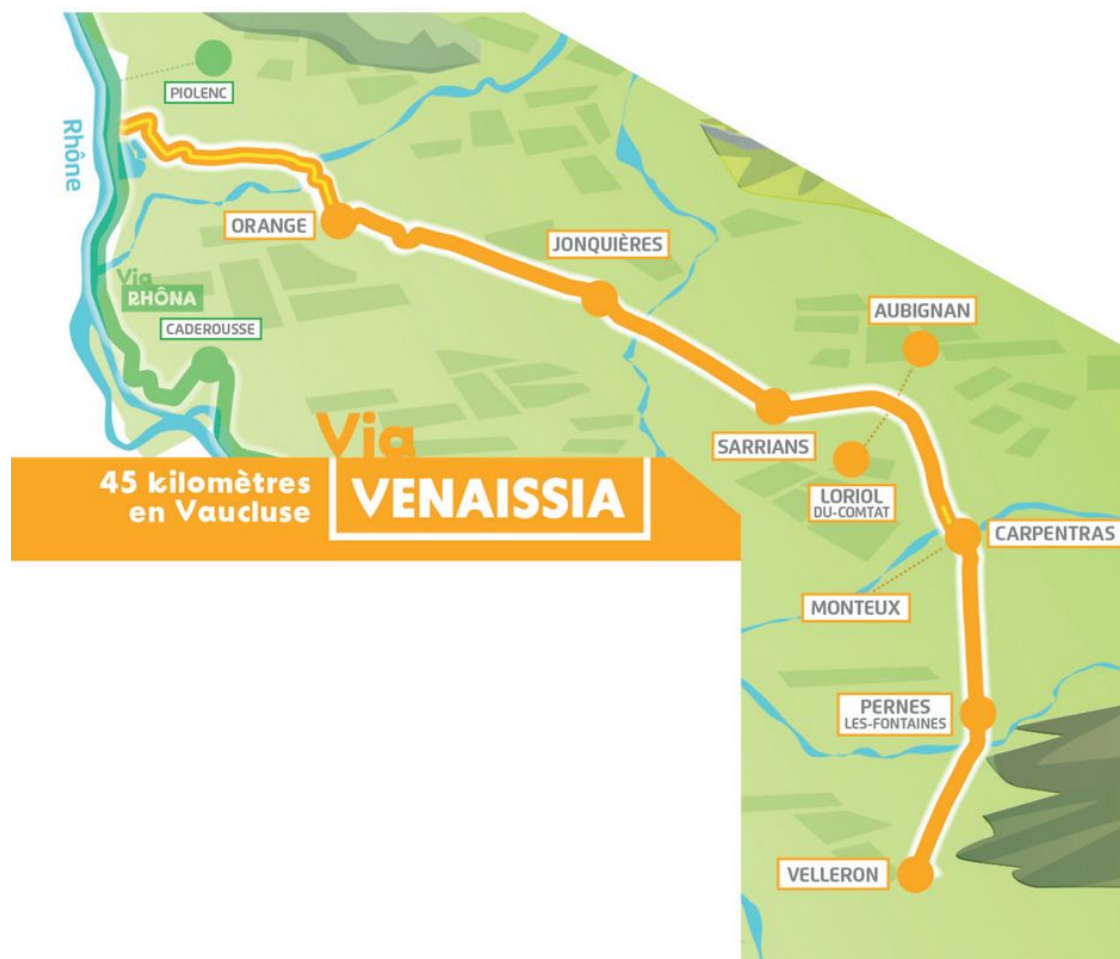 PIOLENC
Rhône
ORANGE
JONQUIÈRES
Via
RHÔNA
CADEROUSSE
AUBIGNAN
SARRIANS
LORIOL
DU-COMTAT
Via
VENAISSIA
45 kilomètres
en Vaucluse
CARPENTRAS
MONTEUX
PERNES
LES-FONTAINES
VELLERON